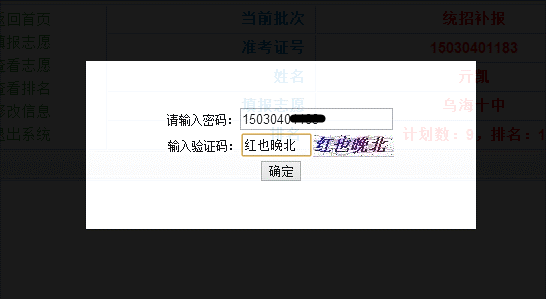 返回首页
填报志愿
查看志愿
查看排名
修改信息
退出系统
当前批次 统招补报
准考证号 15030401183
姓名 亓凯
填报志愿 乌海十中
计划数：9，排名：1
请输入密码： 1503040
输入验证码： 红也晚北 红也晚北
确定